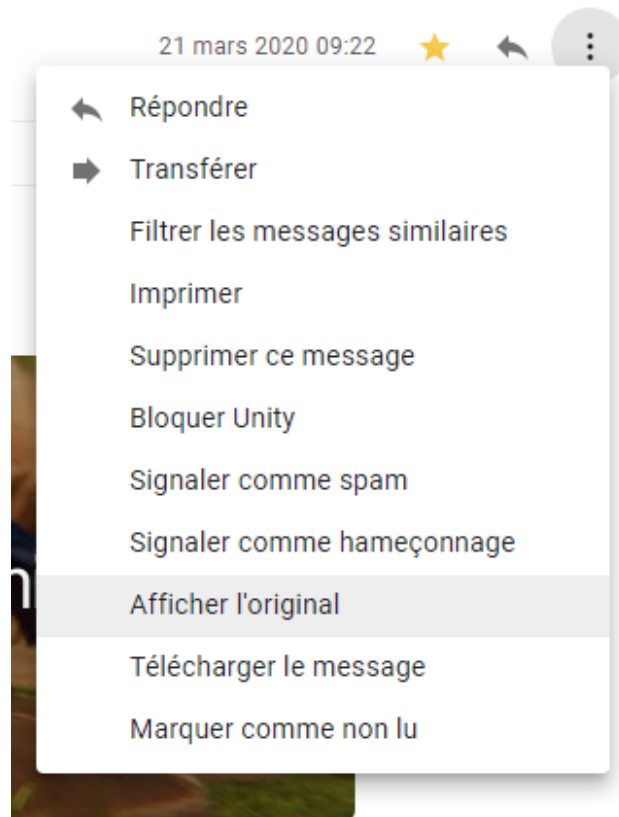 21 mars 2020 09:22
Répondre
Transférer
Filtrer les messages similaires
Imprimer
Supprimer ce message
Bloquer Unity
Signaler comme spam
Signaler comme hameçonnage
Afficher l'original
Télécharger le message
Marquer comme non lu